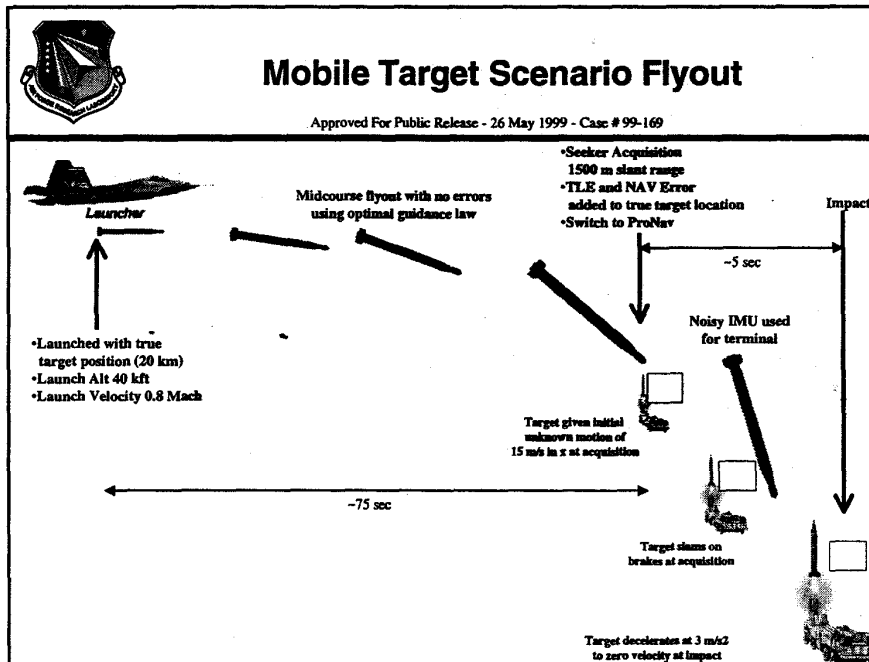 Mobile Target Scenario Flyout
Approved For Public Release - 26 May 1999 - Case # 99-169
AIR FORCE RESEARCH LABORATORY
Launcher
•Launched with true
target position (20 km)
•Launch Alt 40 kft
•Launch Velocity 0.8 Mach
Midcourse flyout with no errors
using optimal guidance law
•Seeker Acquisition
1500 m slant range
•TLE and NAV Error
added to true target location
•Switch to ProNav
Impact
~5 sec
Noisy IMU used
for terminal
Target given initial
unknown motion of
15 m/s in x at acquisition
~75 sec
Target slams on
brakes at acquisition
Target decelerates at 3 m/s2
to zero velocity at impact